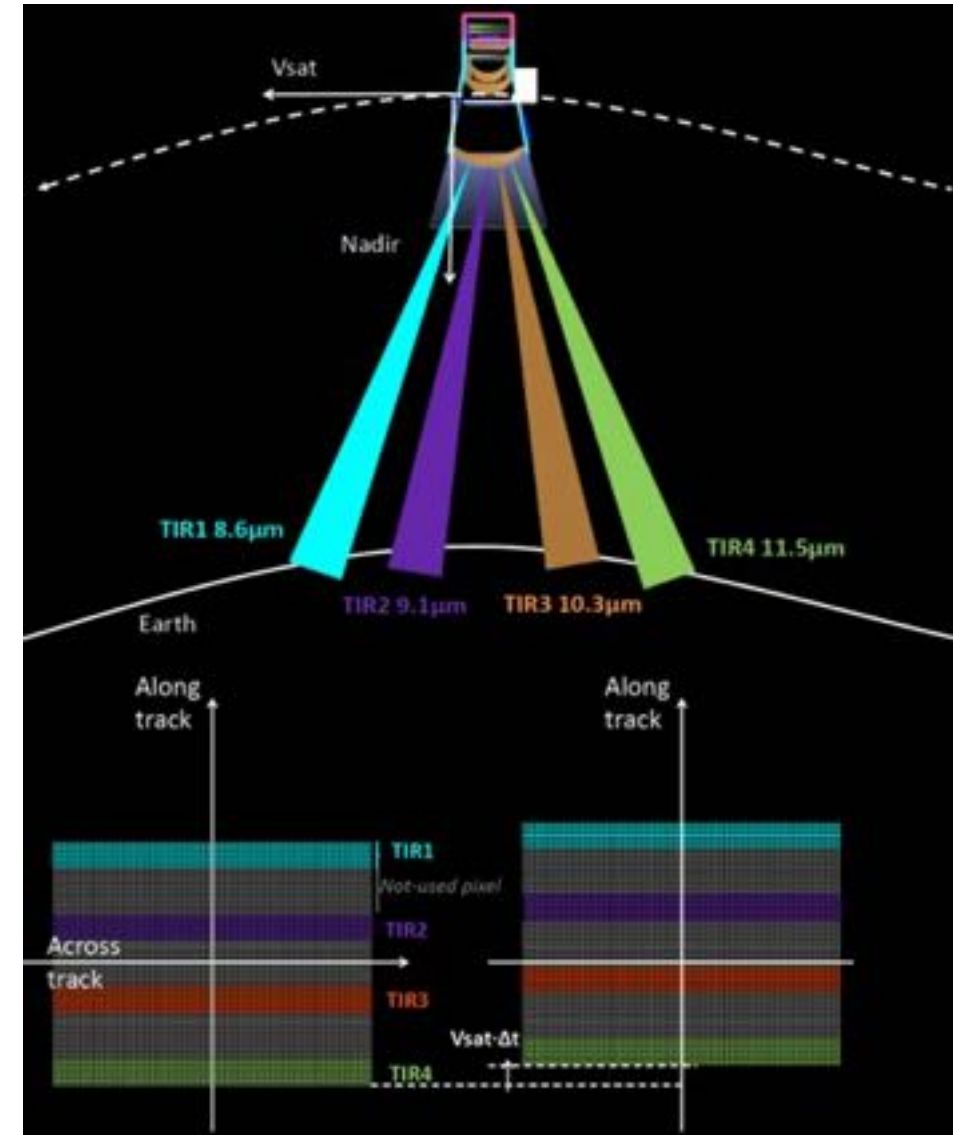 Vsat
Nadir
TIR1 8.6μm
TIR4 11.5μm
TIR2 9.1μm
TIR3 10.3μm
Earth
Along
track
Along
track
TIR1
Not-used pixel
TIR2
Across
track
TIR3
Vsat·Δt
TIR4